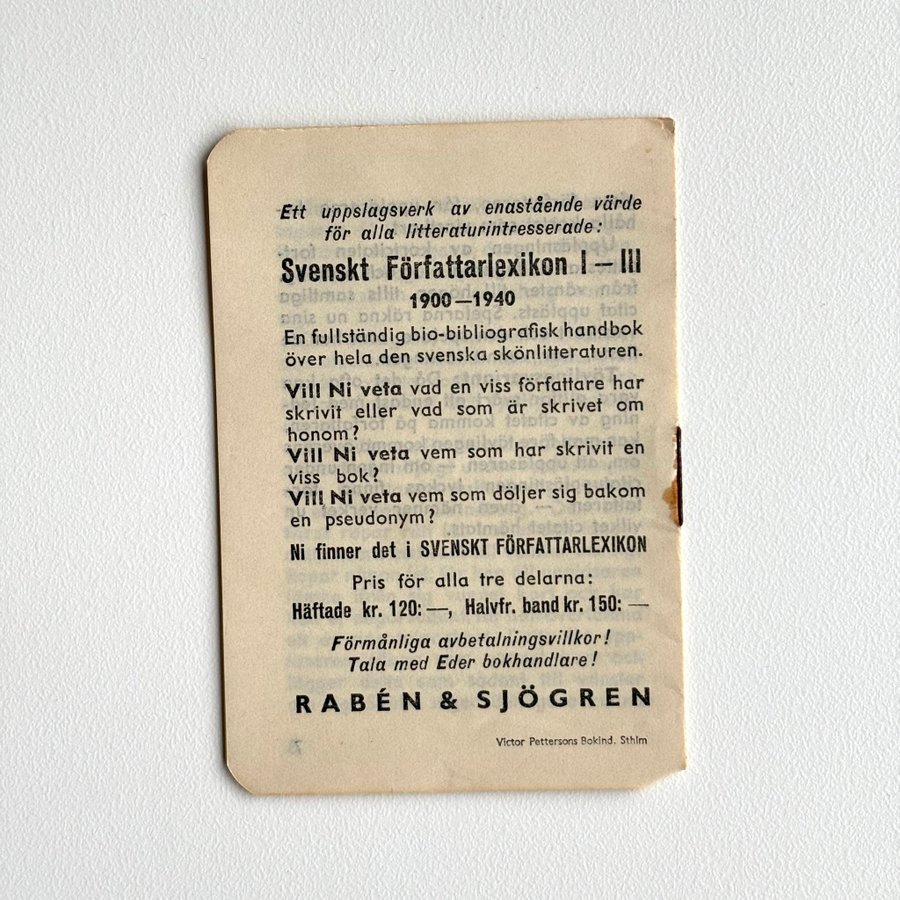 Ett uppslagsverk av enastående värde
för alla litteraturintresserade:
Svenskt Författarlexikon I – III
1900—1940
En fullständig bio-bibliografisk handbok
över hela den svenska skönlitteraturen.
Vill Ni veta vad en viss författare har
skrivit eller vad som är skrivet om
honom?
Vill Ni veta vem som har skrivit en
viss bok?
Vill Ni veta vem som döljer sig bakom
en pseudonym?
Ni finner det i SVENSKT FÖRFATTARLEXIKON
Pris för alla tre delarna:
Häftade kr. 120: —, Halvfr. band kr. 150: —
Förmånliga avbetalningsvillkor!
Tala med Eder bokhandlare!
RABÉN & SJÖGREN
Victor Pettersons Bokind. Sthlm